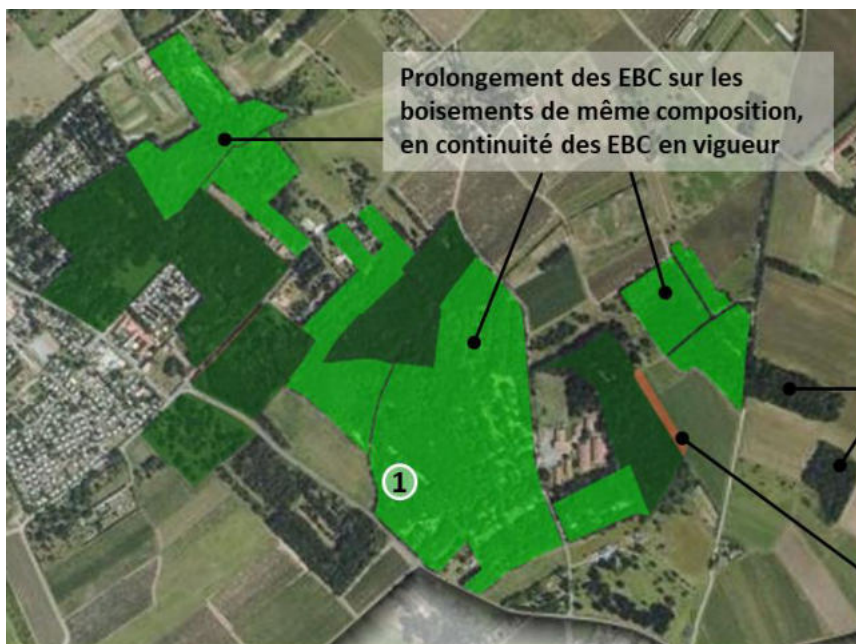 Prolongement des EBC sur les
boisements de même composition,
en continuité des EBC en vigueur
1